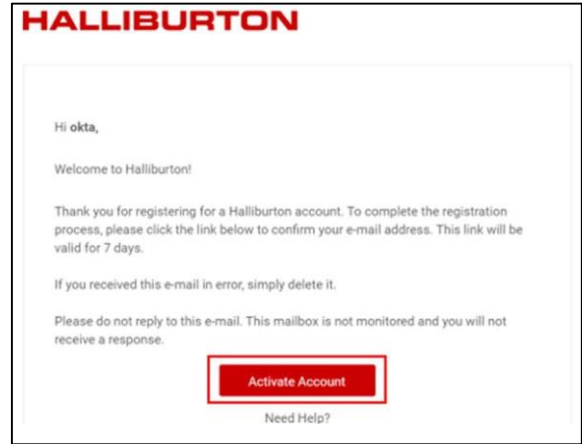 HALLIBURTON
Hi okta,
Welcome to Halliburton!
Thank you for registering for a Halliburton account. To complete the registration
process, please click the link below to confirm your e-mail address. This link will be
valid for 7 days.
If you received this e-mail in error, simply delete it.
Please do not reply to this e-mail. This mailbox is not monitored and you will not
receive a response.
Activate Account
Need Help?